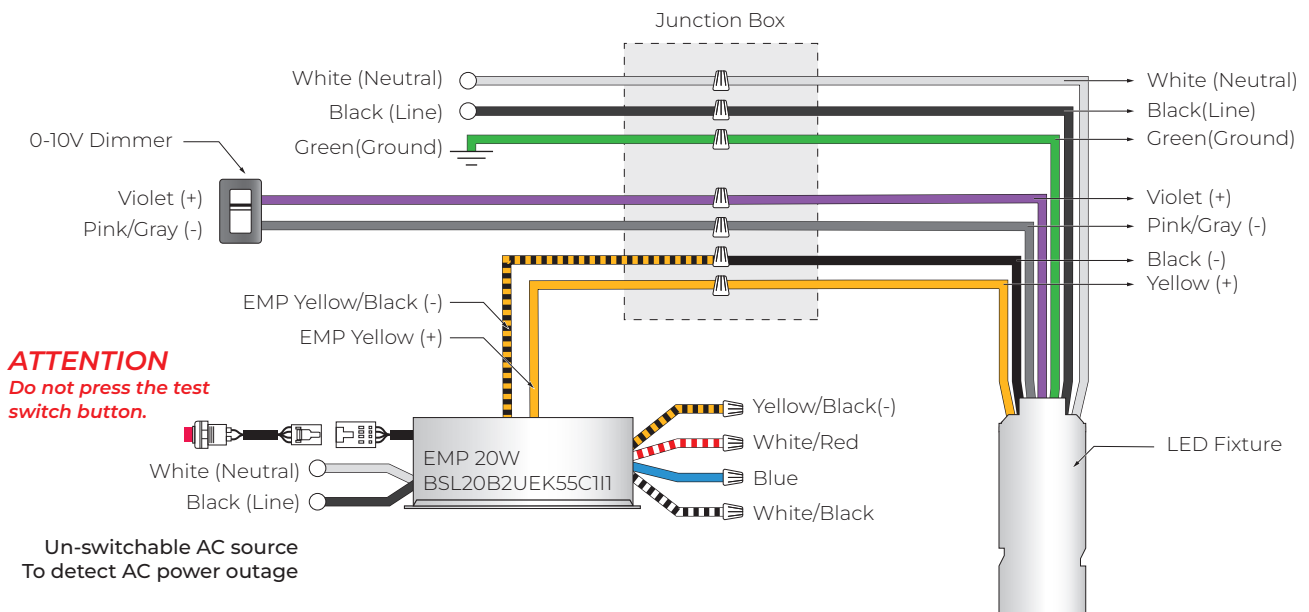 Junction Box
White (Neutral)
White (Neutral)
Black (Line)
Black(Line)
0-10V Dimmer
Green(Ground)
Green(Ground)
Violet (+)
Violet (+)
Pink/Gray (-)
Pink/Gray (-)
Black (-)
Yellow (+)
EMP Yellow/Black (-)
EMP Yellow (+)
ATTENTION
Do not press the test
switch button.
Yellow/Black(-)
White/Red
LED Fixture
EMP 20W
BSL20B2UEK55C1I1
White (Neutral)
Blue
Black (Line)
White/Black
Un-switchable AC source
To detect AC power outage